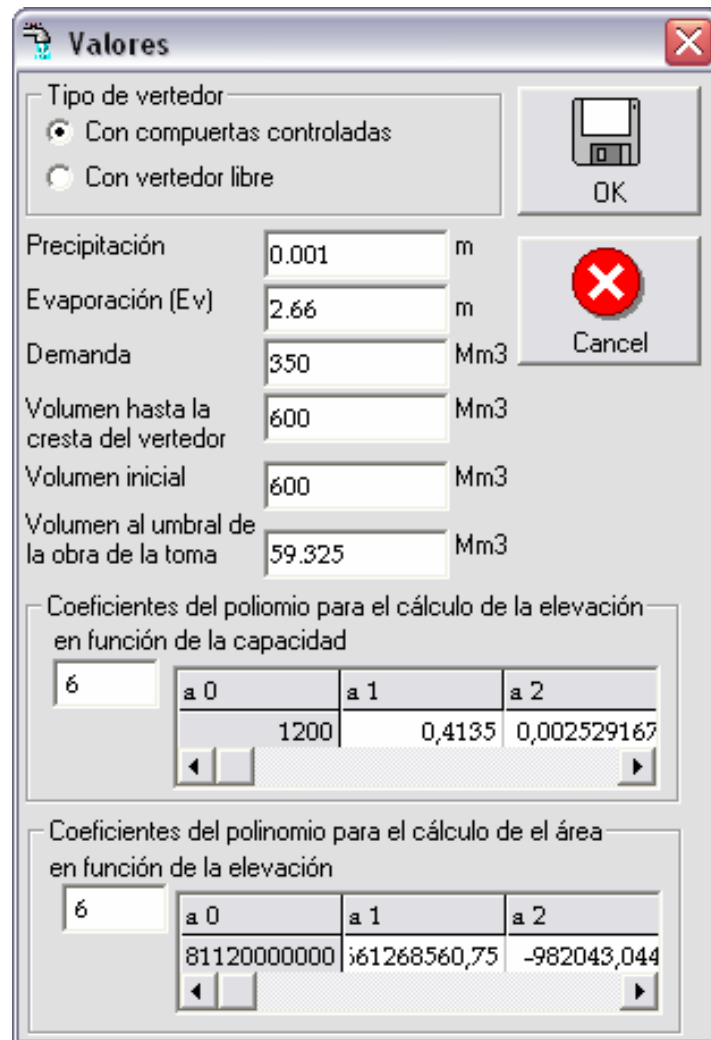 Valores
Tipo de vertedor
Con compuertas controladas
Con vertedor libre
OK
Cancel
Precipitación 0.001 m
Evaporación (Ev) 2.66 m
Demanda 350 Mm3
Volumen hasta la
cresta del vertedor 600 Mm3
Volumen inicial 600 Mm3
Volumen al umbral de
la obra de la toma 59.325 Mm3
Coeficientes del poliomio para el cálculo de la elevación
en función de la capacidad
6
a 0 a 1 a 2
1200 0,4135 0,002529167
Coeficientes del polinomio para el cálculo de el área
en función de la elevación
6
a 0 a 1 a 2
81120000000 561268560,75 -982043,044